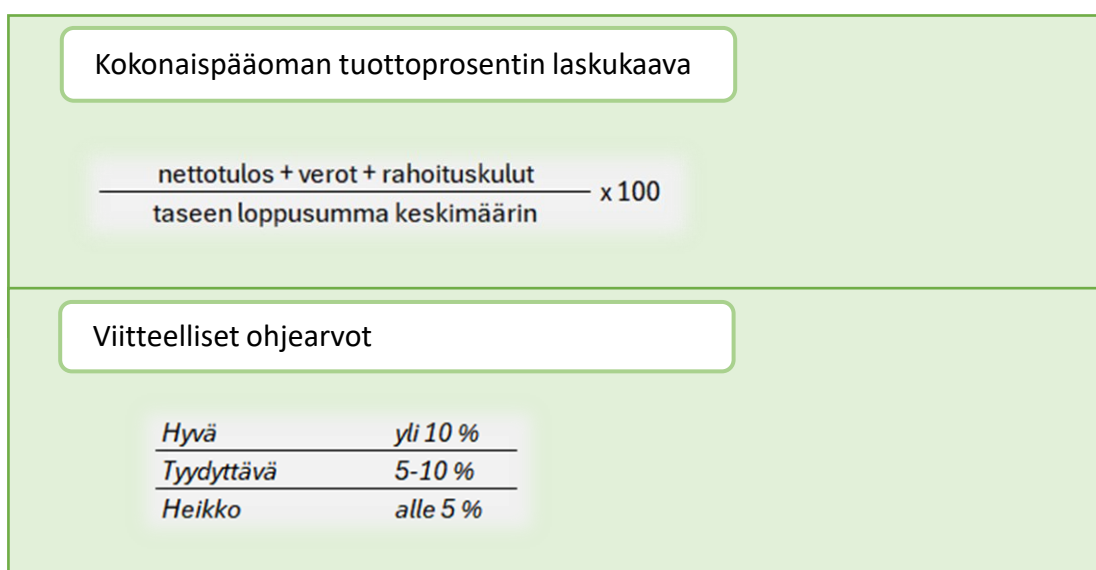 Kokonaispääoman tuottoprosentin laskukaava
nettotulos + verot + rahoituskulut
x 100
taseen loppusumma keskimäärin
Viitteelliset ohjearvot
Hyvä yli 10 %
Tyydyttävä 5-10 %
Heikko alle 5 %